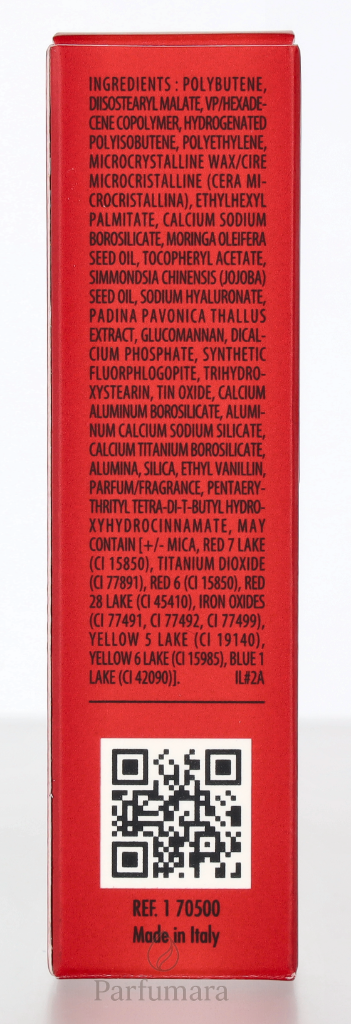 INGREDIENTS : POLYBUTENE,
DIISOSTEARYL MALATE, VP/HEXADE-
CENE COPOLYMER, HYDROGENATED
POLYISOBUTENE, POLYETHYLENE,
MICROCRYSTALLINE WAX/CIRE
MICROCRISTALLINE (CERA MI-
CROCRISTALLINA), ETHYLHEXYL
PALMITATE, CALCIUM SODIUM
BOROSILICATE, MORINGA OLEIFERA
SEED OIL, TOCOPHERYL ACETATE,
SIMMONDSIA CHINENSIS (JOJOBA)
SEED OIL, SODIUM HYALURONATE,
PADINA PAVONICA THALLUS
EXTRACT, GLUCOMANNAN, DICAL-
CIUM PHOSPHATE, SYNTHETIC
FLUORPHLOGOPITE, TRIHYDRO-
XYSTEARIN, TIN OXIDE, CALCIUM
ALUMINUM BOROSILICATE, ALUMI-
NUM CALCIUM SODIUM SILICATE,
CALCIUM TITANIUM BOROSILICATE,
ALUMINA, SILICA, ETHYL VANILLIN,
PARFUM/FRAGRANCE, PENTAERY-
THRITYL TETRA-DI-T-BUTYL HYDRO-
XYHYDROCINNAMATE, MAY
CONTAIN [+/- MICA, RED 7 LAKE
(CI 15850), TITANIUM DIOXIDE
(CI 77891), RED 6 (CI 15850), RED
28 LAKE (CI 45410), IRON OXIDES
(CI 77491, CI 77492, CI 77499),
YELLOW 5 LAKE (CI 19140),
YELLOW 6 LAKE (CI 15985), BLUE 1
LAKE (CI 42090)]. IL#2A
REF. 1 70500
Made in Italy
Parfumara